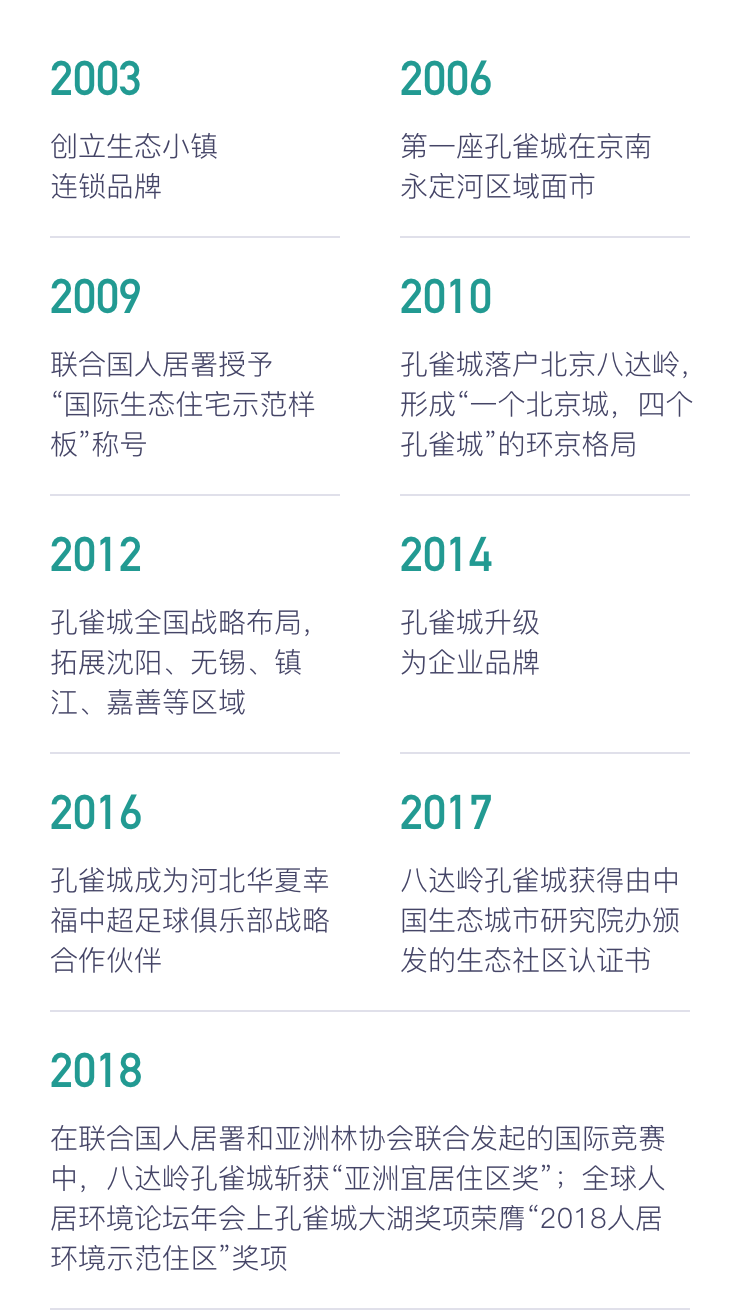 2003
创立生态小镇
连锁品牌
2006
第一座孔雀城在京南
永定河区域面市
2009
联合国人居署授予
“国际生态住宅示范样
板”称号
2010
孔雀城落户北京八达岭，
形成“一个北京城，四个
孔雀城”的环京格局
2012
孔雀城全国战略布局，
拓展沈阳、无锡、镇
江、嘉善等区域
2014
孔雀城升级
为企业品牌
2016
孔雀城成为河北华夏幸
福中超足球俱乐部战略
合作伙伴
2017
八达岭孔雀城获得由中
国生态城市研究院办颁
发的生态社区认证书
2018
在联合国人居署和亚洲林协会联合发起的国际竞赛
中，八达岭孔雀城斩获“亚洲宜居住区奖”；全球人
居环境论坛年会上孔雀城大湖奖项荣膺“2018人居
环境示范住区”奖项